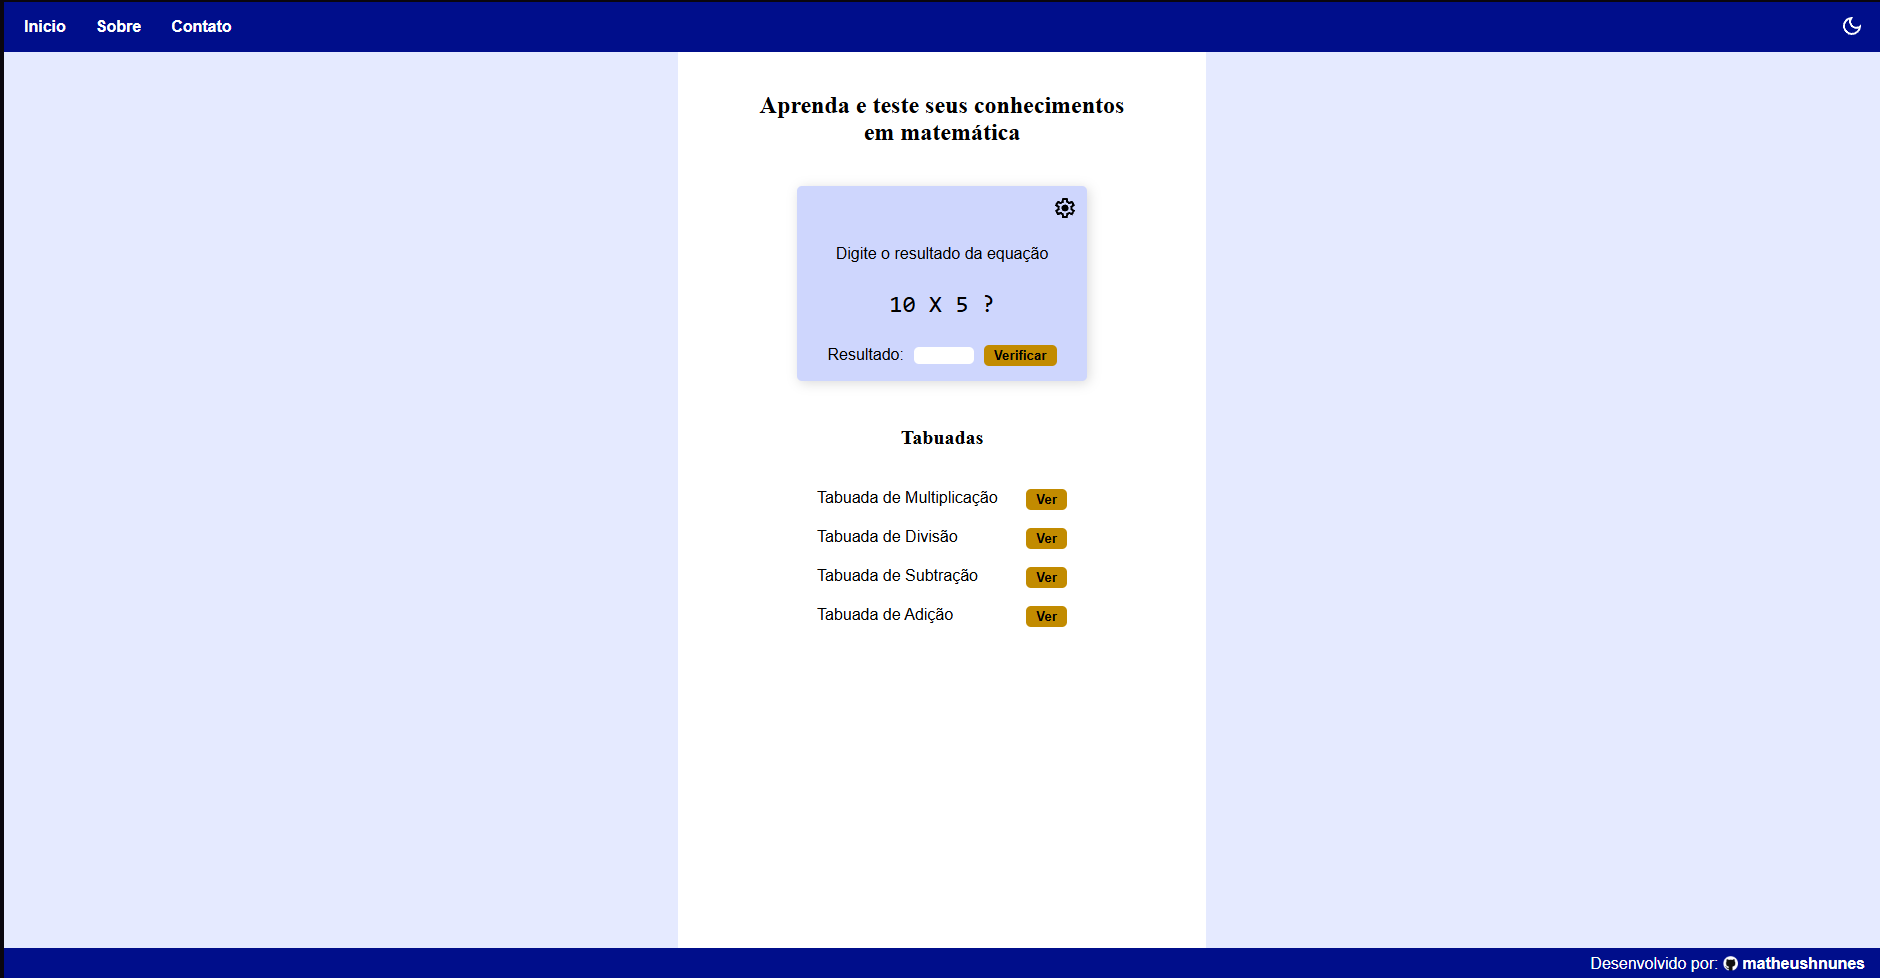 Inicio Sobre Contato
Aprenda e teste seus conhecimentos
em matemática
Digite o resultado da equação
10 X 5 ?
Resultado: Verificar
Tabuadas
Tabuada de Multiplicação Ver
Tabuada de Divisão Ver
Tabuada de Subtração Ver
Tabuada de Adição Ver
Desenvolvido por: matheushnunes